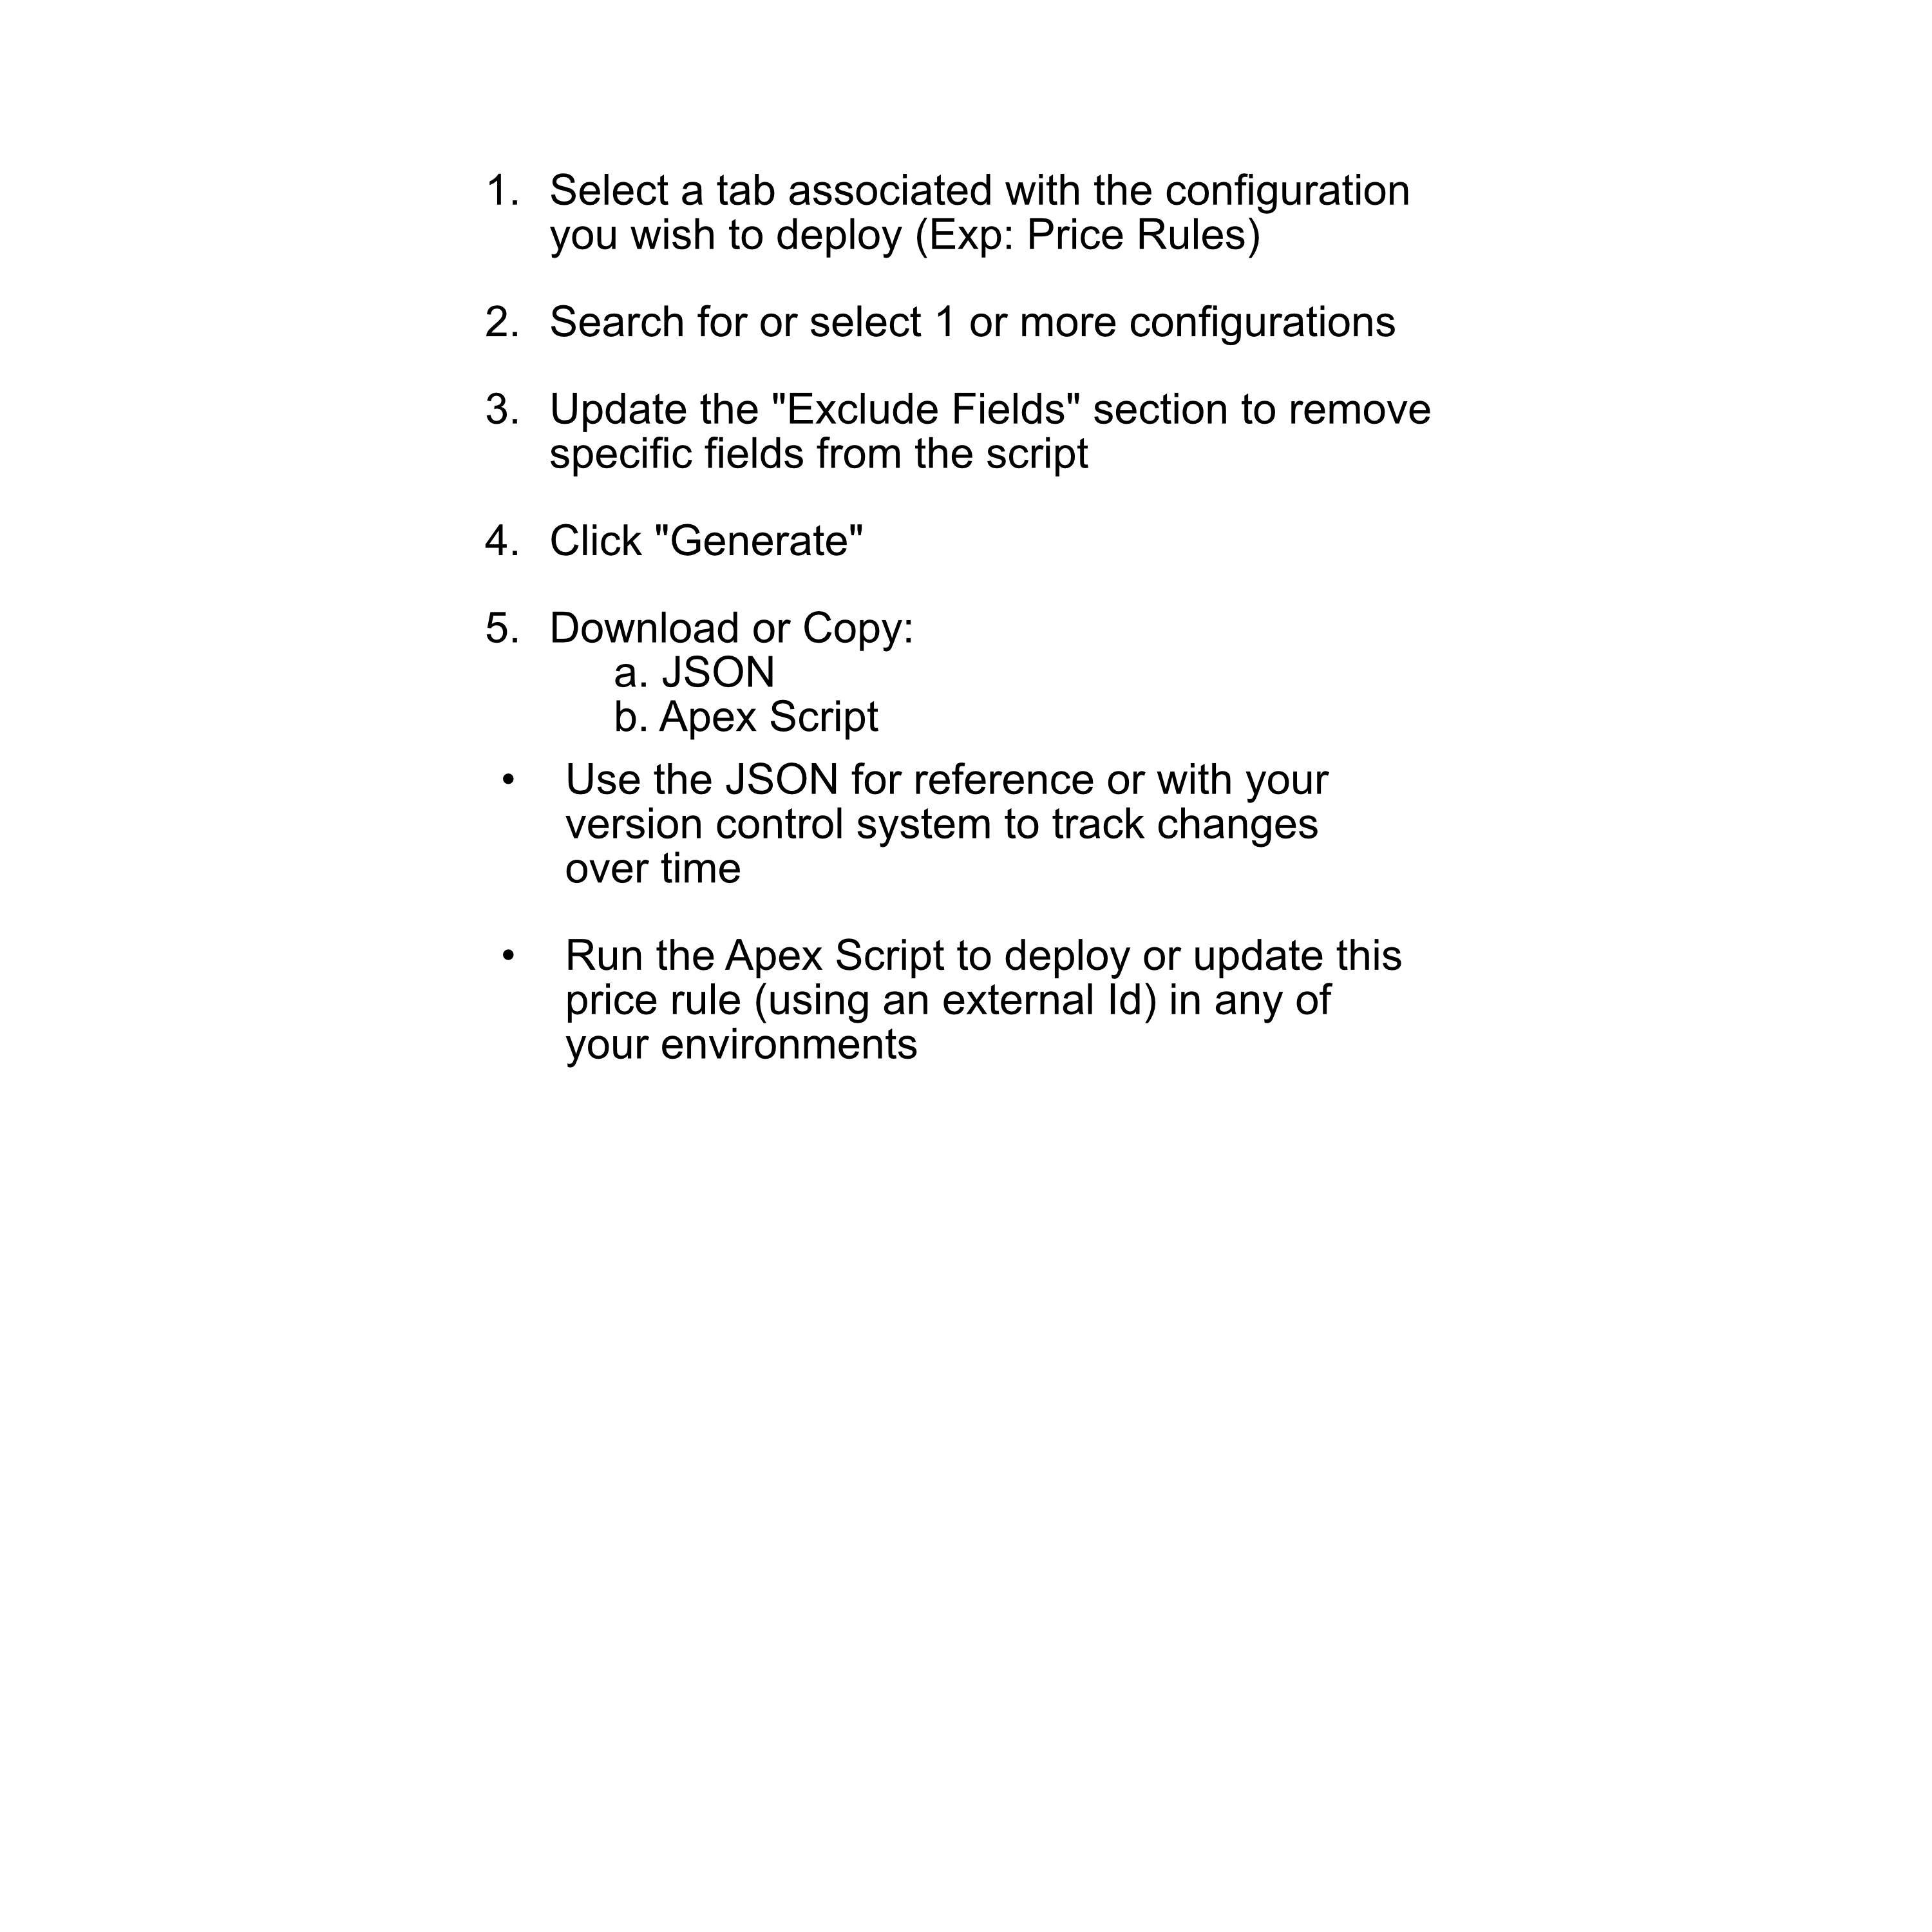 1. Select a tab associated with the configuration
you wish to deploy (Exp: Price Rules)
2. Search for or select 1 or more configurations
3. Update the "Exclude Fields" section to remove
specific fields from the script
4. Click "Generate"
5. Download or Copy:
a. JSON
b. Apex Script
• Use the JSON for reference or with your
version control system to track changes
over time
• Run the Apex Script to deploy or update this
price rule (using an external Id) in any of
your environments